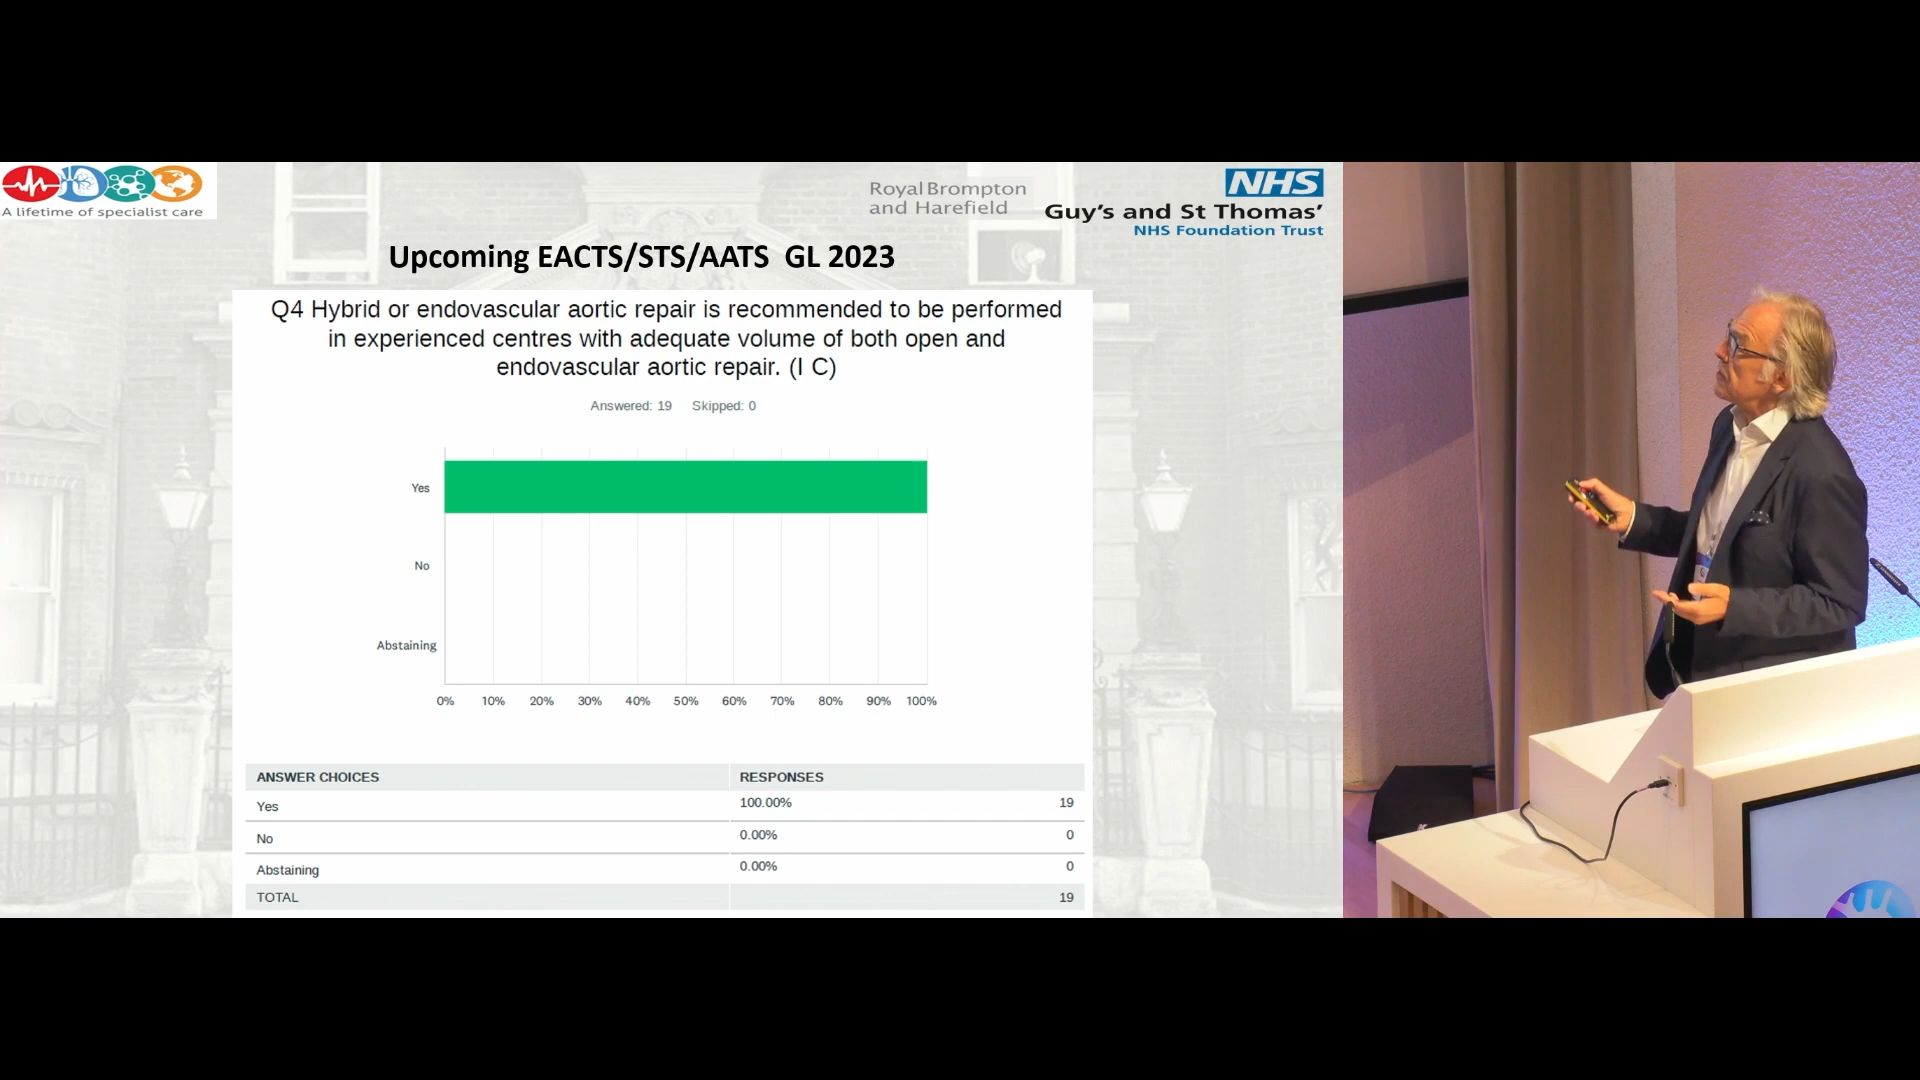 A lifetime of specialist care
Royal Brompton
and Harefield
NHS
Guy's and St Thomas'
NHS Foundation Trust
Upcoming EACTS/STS/AATS GL 2023
Q4 Hybrid or endovascular aortic repair is recommended to be performed
in experienced centres with adequate volume of both open and
endovascular aortic repair. (I C)
Answered: 19 Skipped: 0
Yes
No
Abstaining
0% 10% 20% 30% 40% 50% 60% 70% 80% 90% 100%
ANSWER CHOICES RESPONSES
Yes 100.00% 19
No 0.00% 0
Abstaining 0.00% 0
TOTAL 19